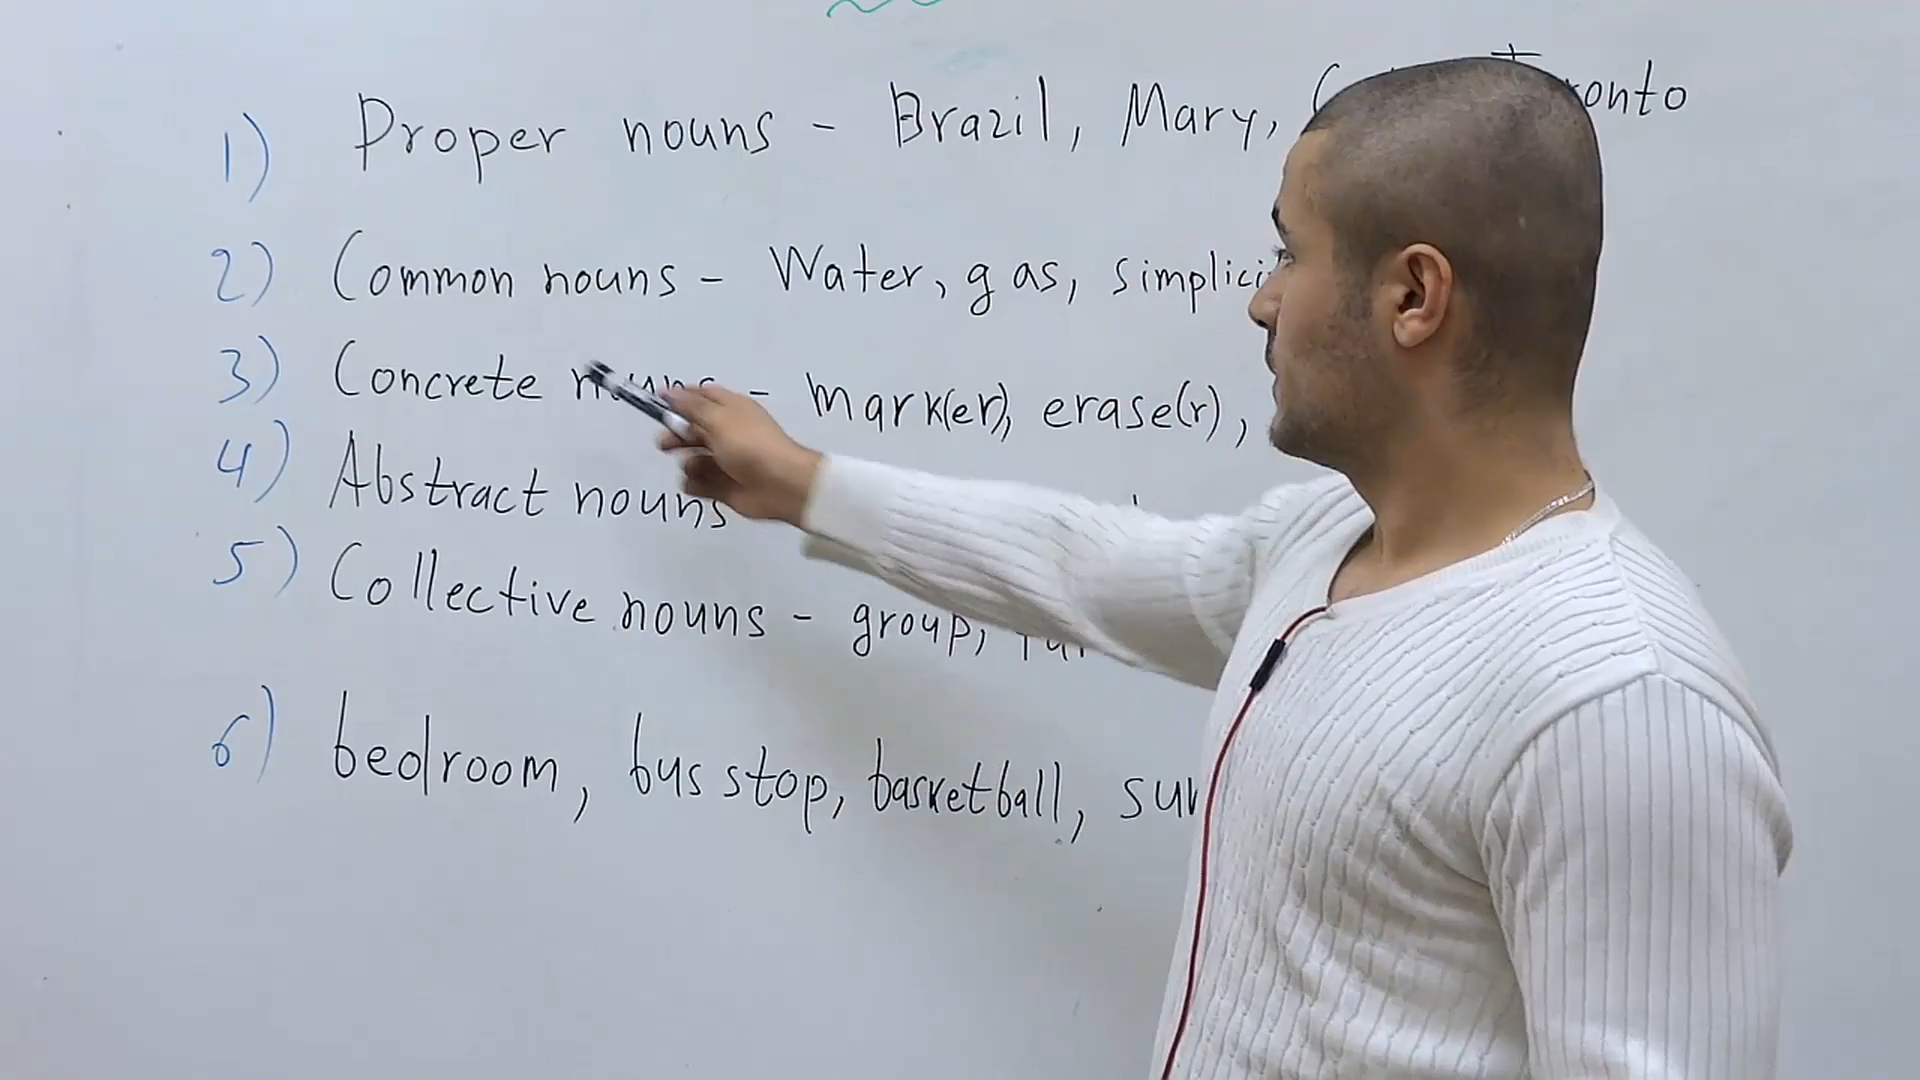 1) Proper nouns - Brazil, Mary,
2) Common nouns - Water, gas,
3) Concrete nouns - mark(er), erase(r),
4) Abstract nouns
5) Collective nouns - group,
6) bedroom, bus stop, basketball,